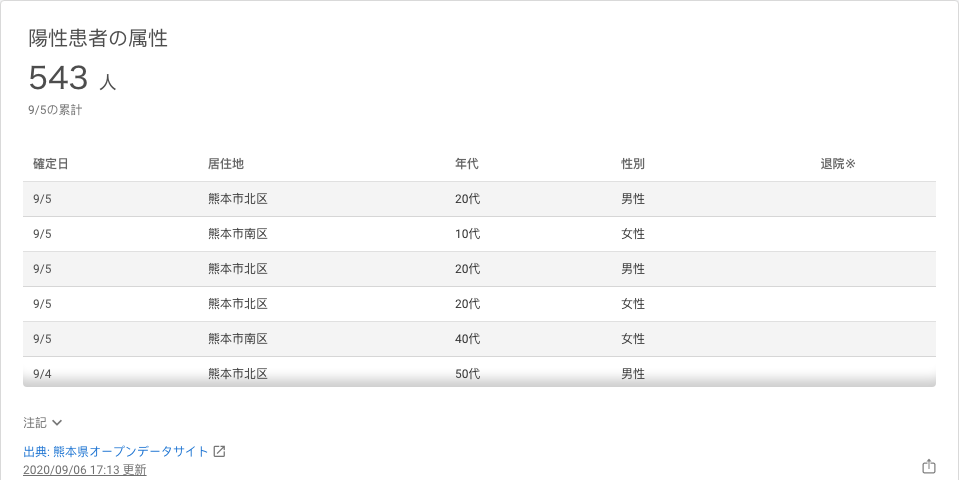 陽性患者の属性
543 人
9/5の累計
確定日 居住地 年代 性別 退院※
9/5 熊本市北区 20代 男性
9/5 熊本市南区 10代 女性
9/5 熊本市北区 20代 男性
9/5 熊本市北区 20代 女性
9/5 熊本市南区 40代 女性
9/4 熊本市北区 50代 男性
注記
出典: 熊本県オープンデータサイト
2020/09/06 17:13 更新